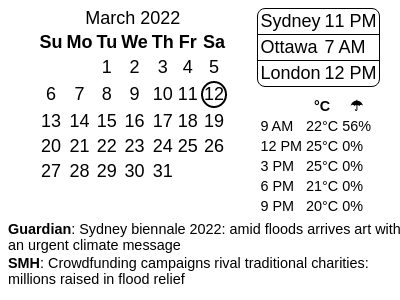 March 2022
Su Mo Tu We Th Fr Sa
1 2 3 4 5
6 7 8 9 10 11 12
13 14 15 16 17 18 19
20 21 22 23 24 25 26
27 28 29 30 31
Sydney 11 PM
Ottawa 7 AM
London 12 PM
°C ☂
9 AM 22°C 56%
12 PM 25°C 0%
3 PM 25°C 0%
6 PM 21°C 0%
9 PM 20°C 0%
Guardian: Sydney biennale 2022: amid floods arrives art with
an urgent climate message
SMH: Crowdfunding campaigns rival traditional charities:
millions raised in flood relief